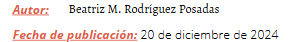 Autor: Beatriz M. Rodríguez Posadas
Fecha de publicación: 20 de diciembre de 2024